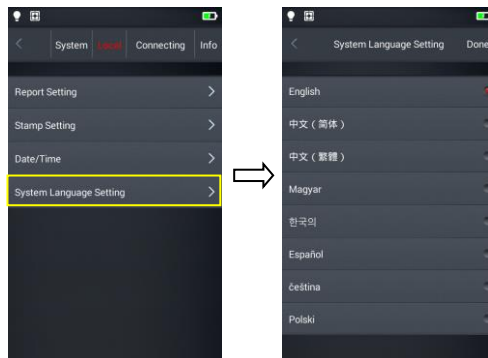 System Local Connecting Info
Report Setting
Stamp Setting
Date/Time
System Language Setting
System Language Setting Done
English
中文（简体）
中文（繁體）
Magyar
한국의
Español
čeština
Polski